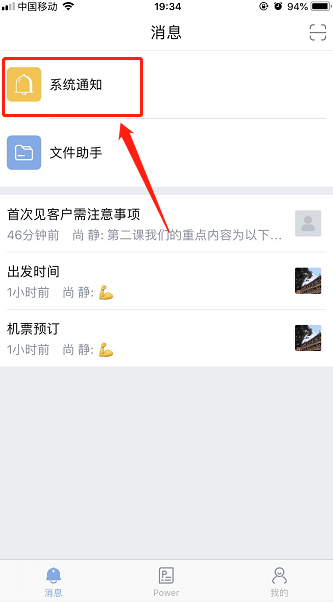 中国移动 19:34 94%
消息
系统通知
文件助手
首次见客户需注意事项
46分钟前 尚 静: 第二课我们的重点内容为以下...
出发时间
1小时前 尚 静: 💪
机票预订
1小时前 尚 静: 💪
消息 Power 我的